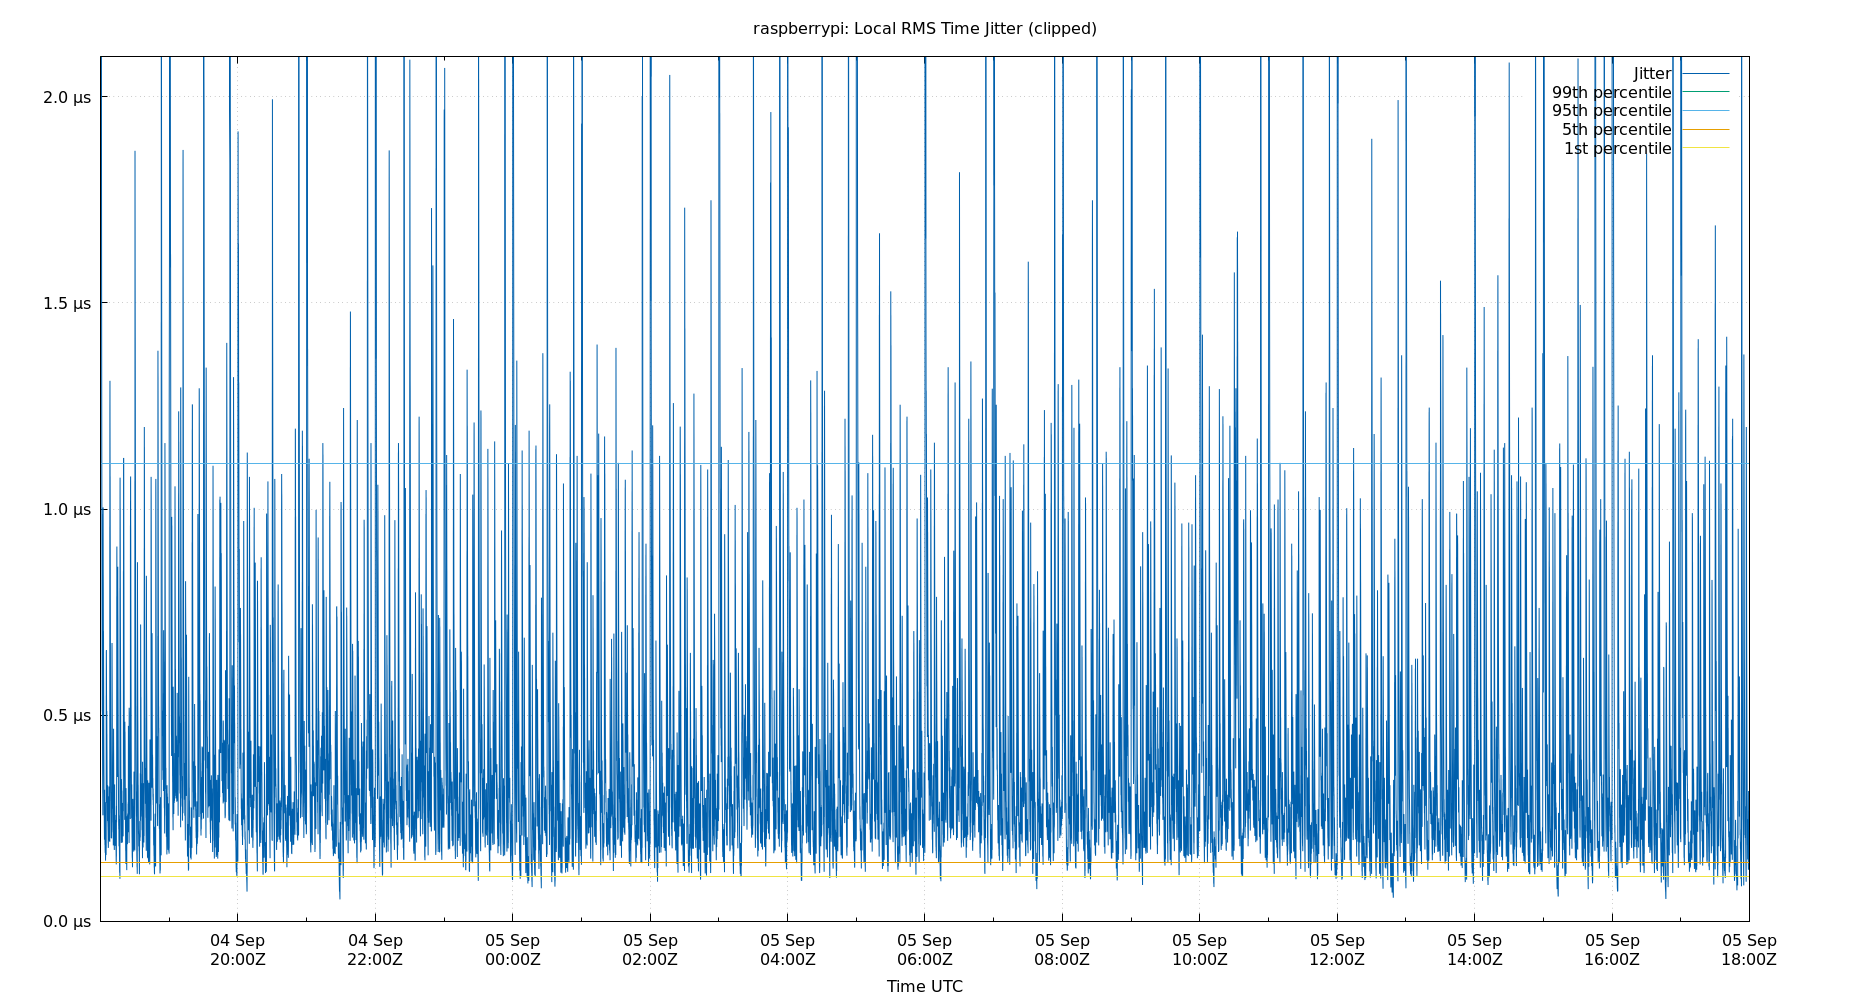 raspberrypi: Local RMS Time Jitter (clipped)
Jitter
99th percentile
95th percentile
5th percentile
1st percentile
2.0 µs
1.5 µs
1.0 µs
0.5 µs
0.0 µs
04 Sep 04 Sep 05 Sep 05 Sep 05 Sep 05 Sep 05 Sep 05 Sep 05 Sep 05 Sep 05 Sep 05 Sep
20:00Z 22:00Z 00:00Z 02:00Z 04:00Z 06:00Z 08:00Z 10:00Z 12:00Z 14:00Z 16:00Z 18:00Z
Time UTC